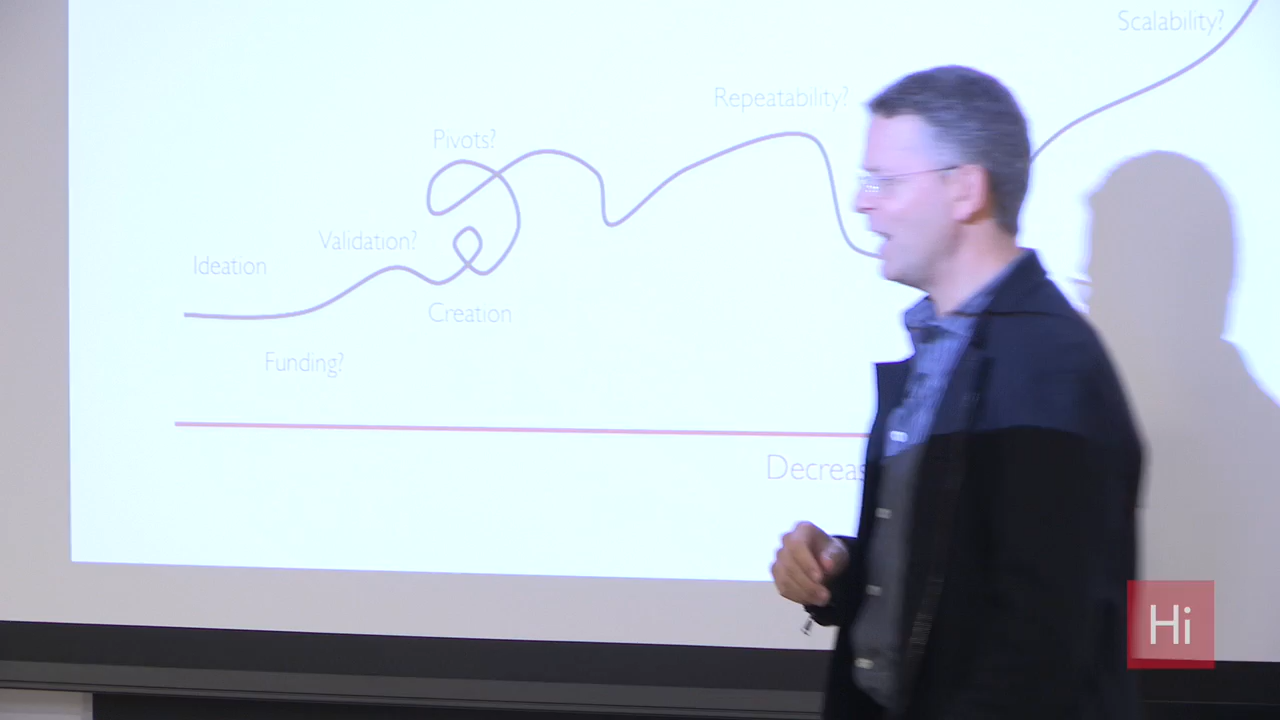 Scalability?
Repeatability?
Pivots?
Validation?
Ideation
Creation
Funding?
Hi